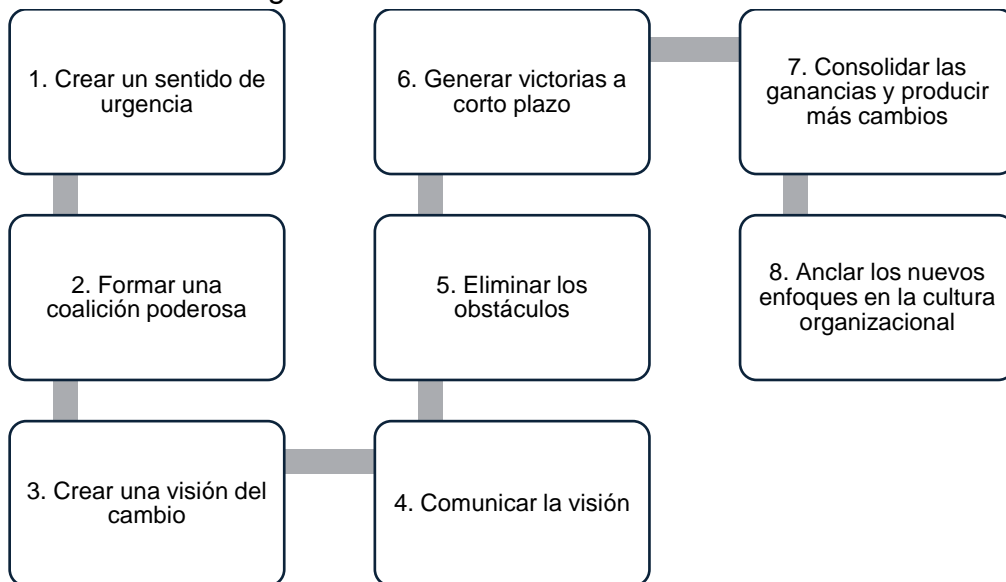 1. Crear un sentido de
urgencia
2. Formar una
coalición poderosa
3. Crear una visión del
cambio
4. Comunicar la visión
5. Eliminar los
obstáculos
6. Generar victorias a
corto plazo
7. Consolidar las
ganancias y producir
más cambios
8. Anclar los nuevos
enfoques en la cultura
organizacional